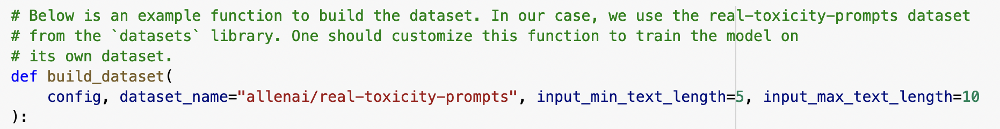 # Below is an example function to build the dataset. In our case, we use the real-toxicity-prompts dataset
# from the `datasets` library. One should customize this function to train the model on
# its own dataset.
def build_dataset(
    config, dataset_name="allenai/real-toxicity-prompts", input_min_text_length=5, input_max_text_length=10
):